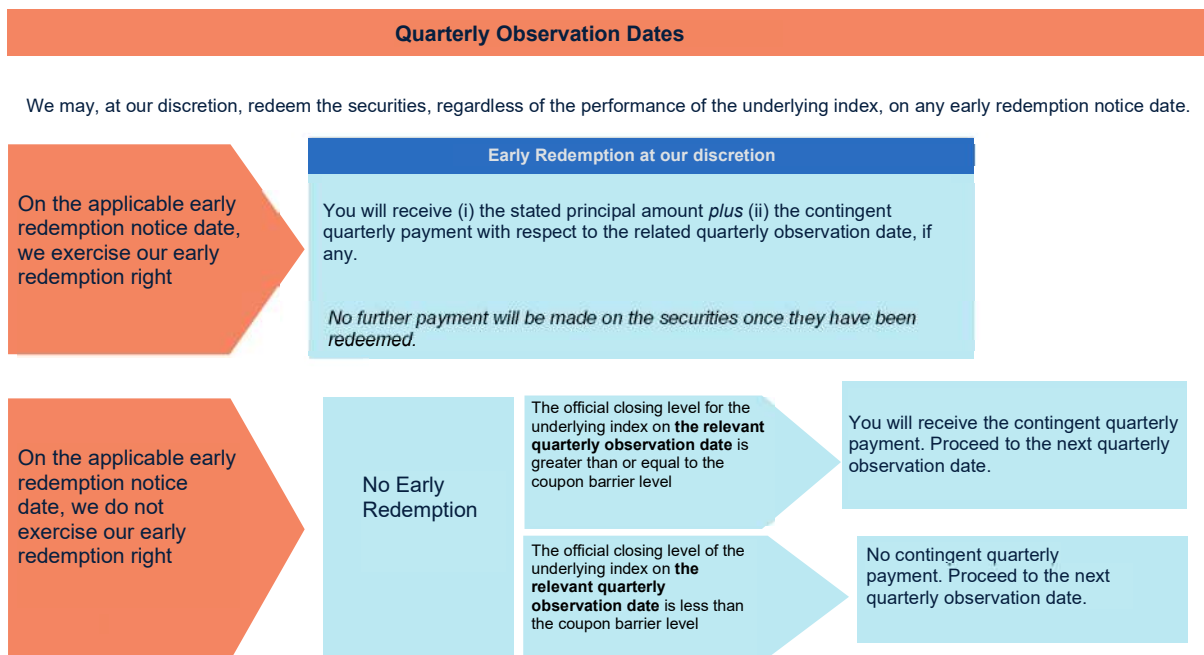 Quarterly Observation Dates
We may, at our discretion, redeem the securities, regardless of the performance of the underlying index, on any early redemption notice date.
On the applicable early
redemption notice date,
we exercise our early
redemption right
Early Redemption at our discretion
You will receive (i) the stated principal amount plus (ii) the contingent
quarterly payment with respect to the related quarterly observation date, if
any.
No further payment will be made on the securities once they have been
redeemed.
On the applicable early
redemption notice
date, we do not
exercise our early
redemption right
No Early
Redemption
The official closing level for the
underlying index on the relevant
quarterly observation date is
greater than or equal to the
coupon barrier level
You will receive the contingent quarterly
payment. Proceed to the next quarterly
observation date.
The official closing level of the
underlying index on the
relevant quarterly
observation date is less than
the coupon barrier level
No contingent quarterly
payment. Proceed to the next
quarterly observation date.